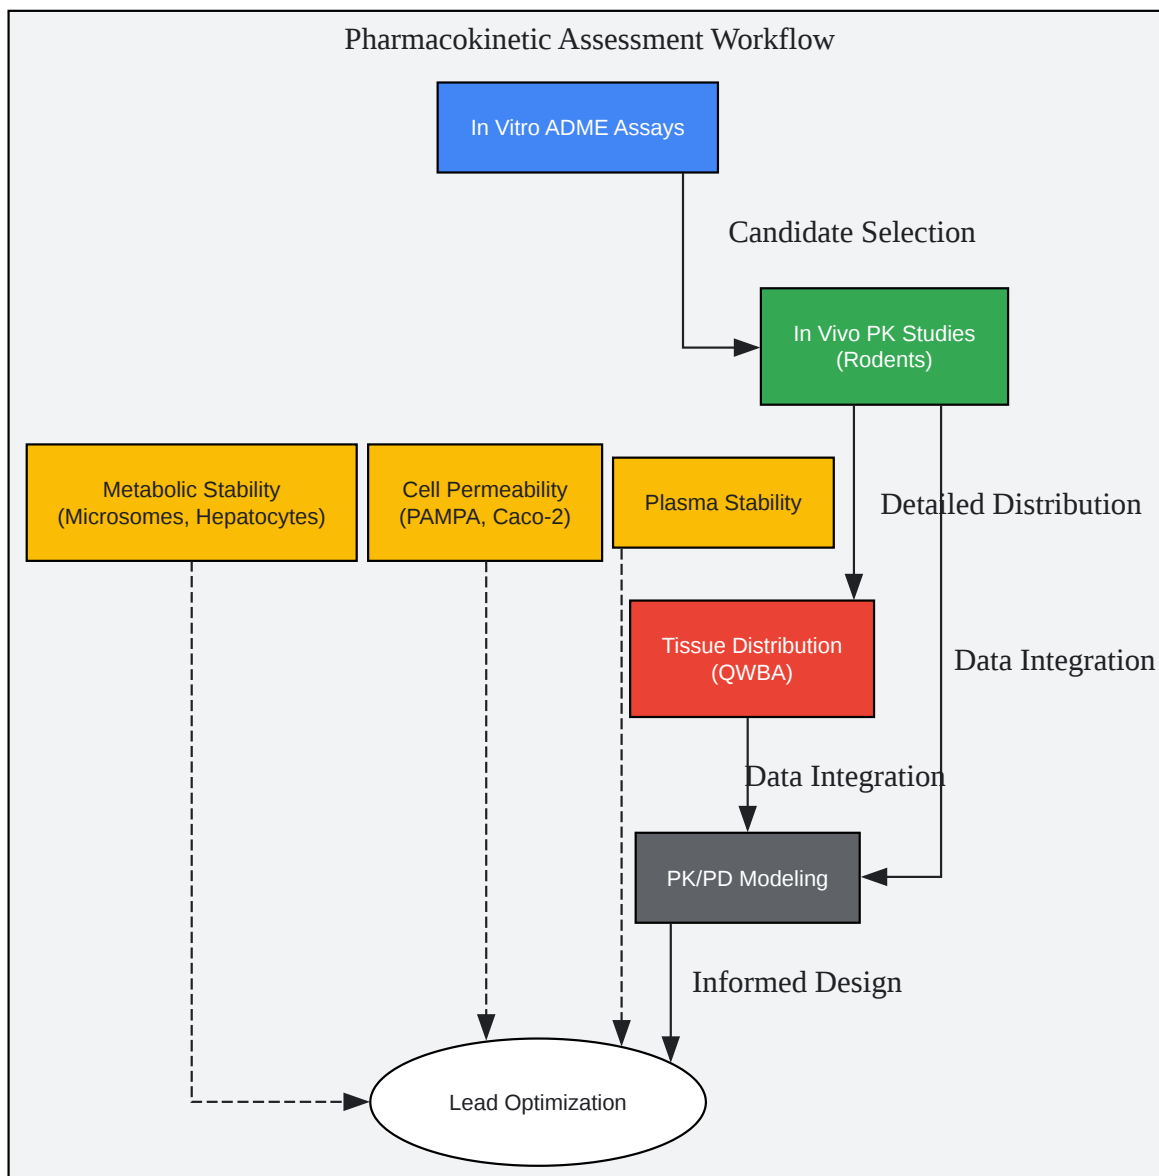 Pharmacokinetic Assessment Workflow
In Vitro ADME Assays
Candidate Selection
In Vivo PK Studies
(Rodents)
Metabolic Stability
(Microsomes, Hepatocytes)
Cell Permeability
(PAMPA, Caco-2)
Plasma Stability
Detailed Distribution
Tissue Distribution
(QWBA)
Data Integration
Data Integration
PK/PD Modeling
Informed Design
Lead Optimization